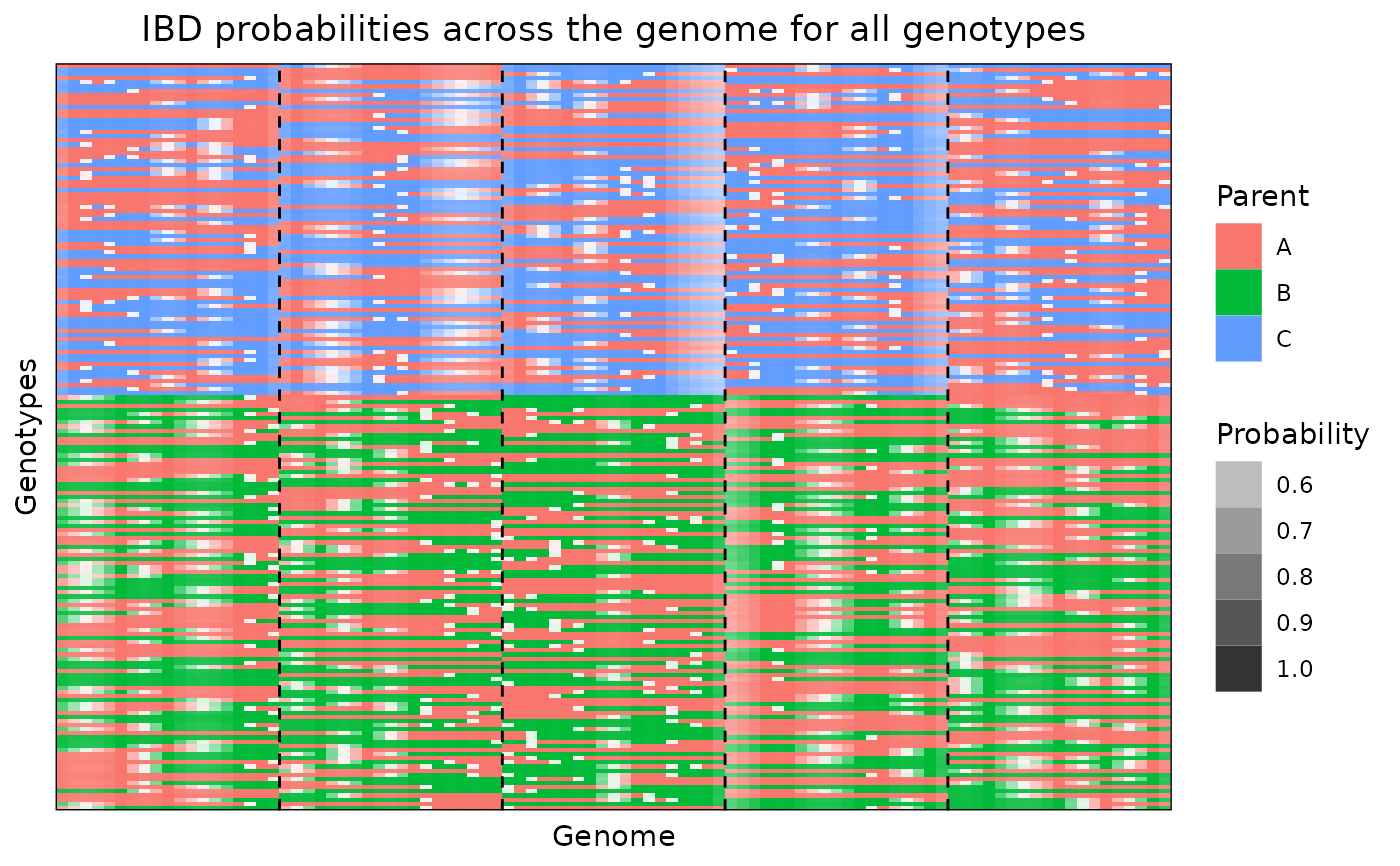 IBD probabilities across the genome for all genotypes
Genotypes
Genome
Parent
A
B
C
Probability
0.6
0.7
0.8
0.9
1.0